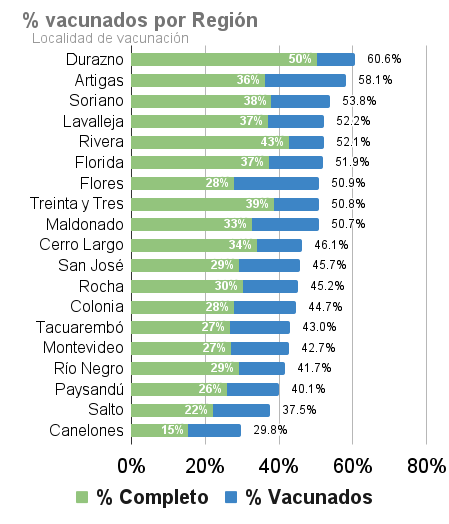 % vacunados por Región
Localidad de vacunación
Durazno 50% 60.6%
Artigas 36% 58.1%
Soriano 38% 53.8%
Lavalleja 37% 52.2%
Rivera 43% 52.1%
Florida 37% 51.9%
Flores 28% 50.9%
Treinta y Tres 39% 50.8%
Maldonado 33% 50.7%
Cerro Largo 34% 46.1%
San José 29% 45.7%
Rocha 30% 45.2%
Colonia 28% 44.7%
Tacuarembó 27% 43.0%
Montevideo 27% 42.7%
Río Negro 29% 41.7%
Paysandú 26% 40.1%
Salto 22% 37.5%
Canelones 15% 29.8%
0% 20% 40% 60% 80%
% Completo % Vacunados